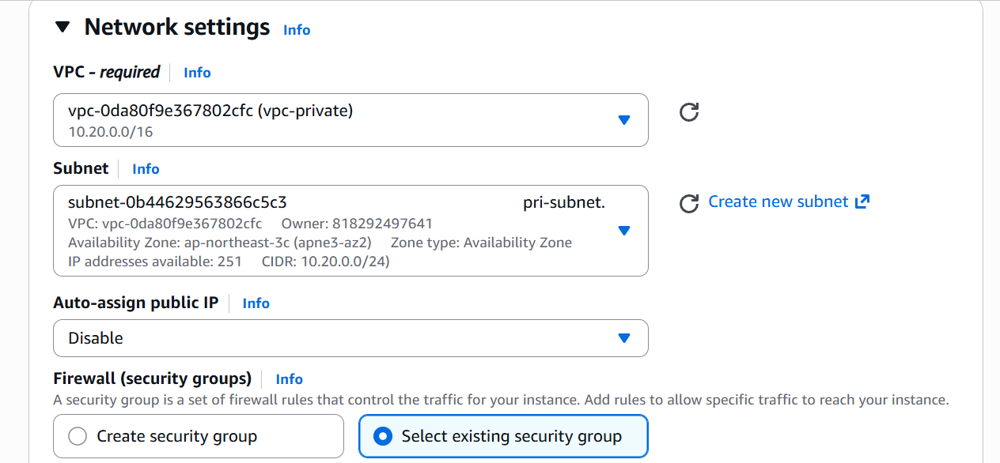 Network settings Info
VPC - required Info
vpc-0da80f9e367802cfc (vpc-private)
10.20.0.0/16
Subnet Info
subnet-0b44629563866c5c3 pri-subnet.
Create new subnet
VPC: vpc-0da80f9e367802cfc Owner: 818292497641
Availability Zone: ap-northeast-3c (apne3-az2) Zone type: Availability Zone
IP addresses available: 251 CIDR: 10.20.0.0/24)
Auto-assign public IP Info
Disable
Firewall (security groups) Info
A security group is a set of firewall rules that control the traffic for your instance. Add rules to allow specific traffic to reach your instance.
Create security group
Select existing security group